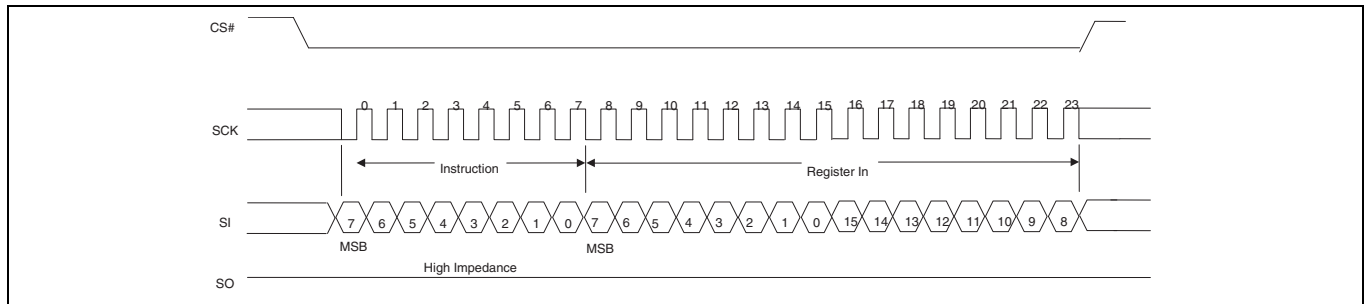 CS#
0 1 2 3 4 5 6 7 8 9 10 11 12 13 14 15 16 17 18 19 20 21 22 23
SCK
Instruction Register In
SI 7 6 5 4 3 2 1 0 7 6 5 4 3 2 1 0 15 14 13 12 11 10 9 8
MSB MSB
High Impedance
SO